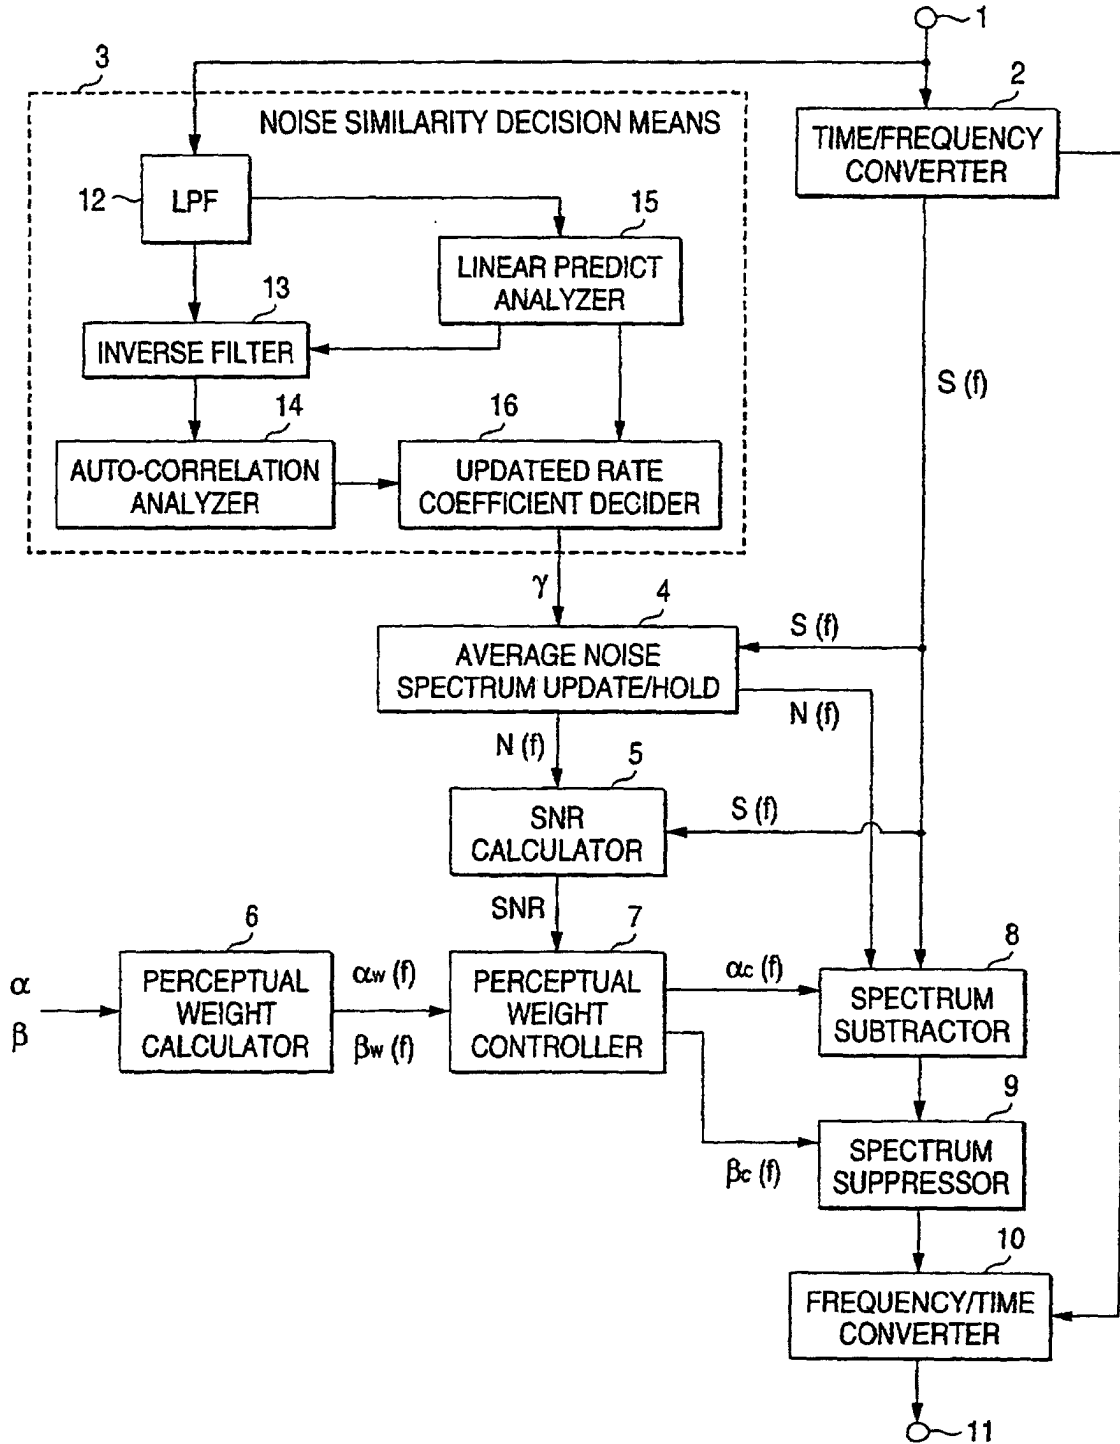 1
2
TIME/FREQUENCY
CONVERTER
3
NOISE SIMILARITY DECISION MEANS
12
LPF
15
LINEAR PREDICT
ANALYZER
13
INVERSE FILTER
S (f)
14
AUTO-CORRELATION
ANALYZER
16
UPDATEED RATE
COEFFICIENT DECIDER
γ
4
AVERAGE NOISE
SPECTRUM UPDATE/HOLD
S (f)
N (f)
N (f)
5
SNR
CALCULATOR
S (f)
SNR
6
PERCEPTUAL
WEIGHT
CALCULATOR
α
β
αw (f)
βw (f)
7
PERCEPTUAL
WEIGHT
CONTROLLER
αc (f)
βc (f)
8
SPECTRUM
SUBTRACTOR
9
SPECTRUM
SUPPRESSOR
10
FREQUENCY/TIME
CONVERTER
11